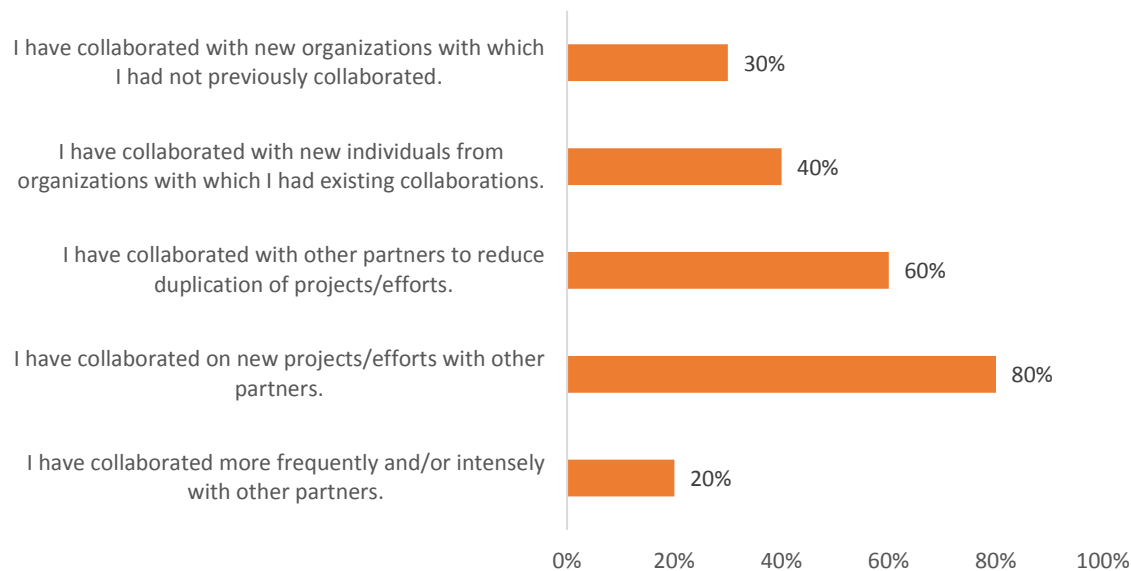 I have collaborated with new organizations with which
I had not previously collaborated.
30%
I have collaborated with new individuals from
organizations with which I had existing collaborations.
40%
I have collaborated with other partners to reduce
duplication of projects/efforts.
60%
I have collaborated on new projects/efforts with other
partners.
80%
I have collaborated more frequently and/or intensely
with other partners.
20%
0% 20% 40% 60% 80% 100%